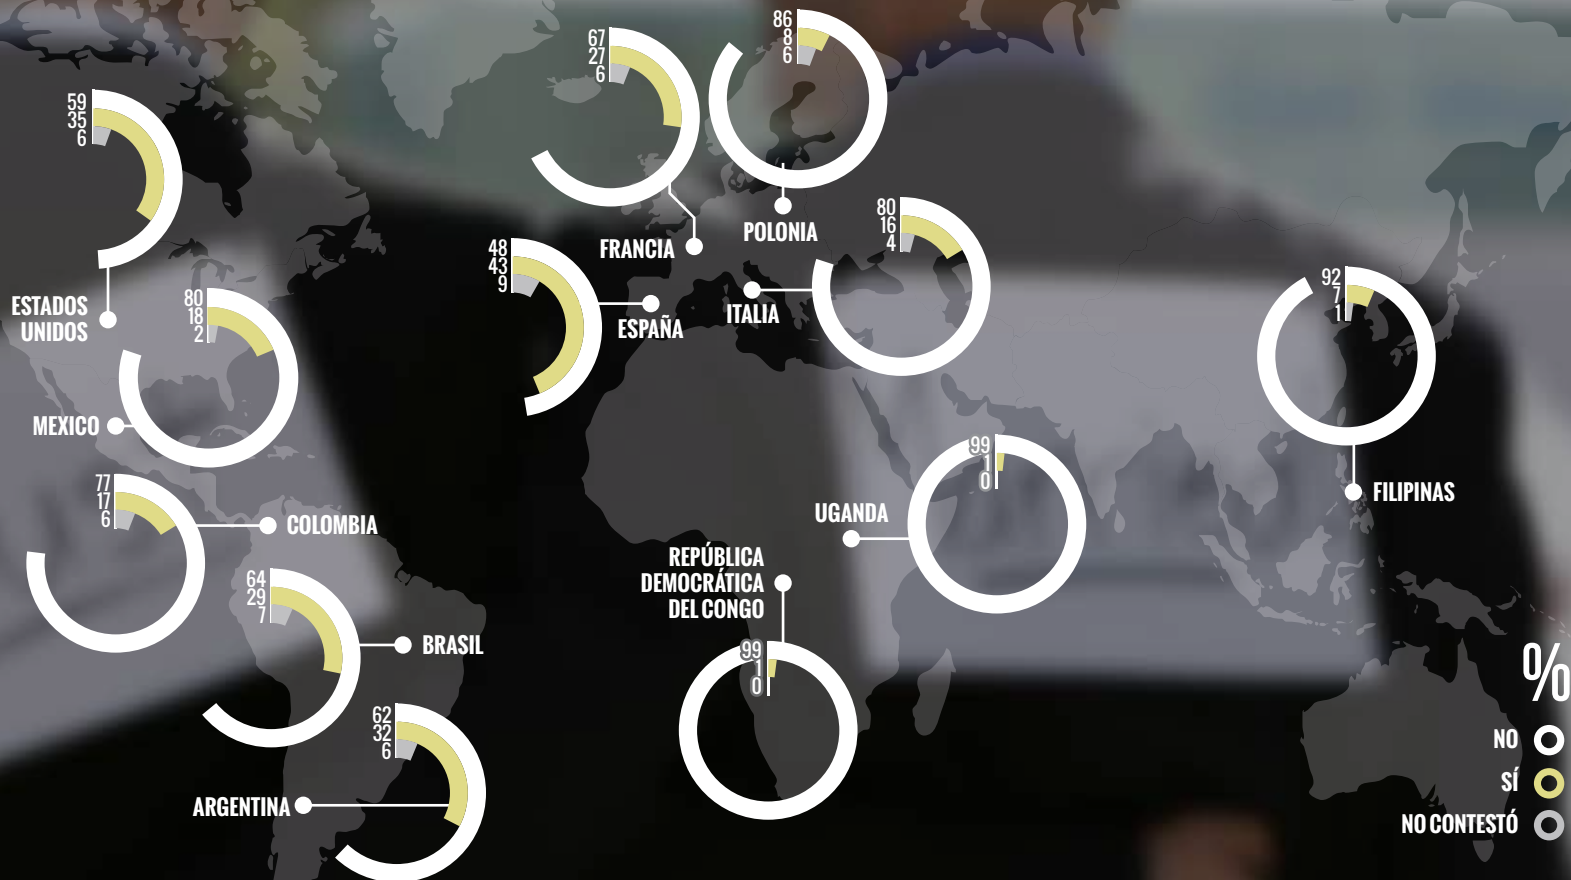 67
27
6
FRANCIA
86
8
6
POLONIA
59
35
6
ESTADOS
UNIDOS
80
16
4
ITALIA
48
43
9
ESPAÑA
80
18
2
MEXICO
92
7
1
FILIPINAS
77
17
6
COLOMBIA
99
1
0
UGANDA
REPÚBLICA
DEMOCRÁTICA
DEL CONGO
99
1
0
64
29
7
BRASIL
62
32
6
ARGENTINA
%
NO
SÍ
NO CONTESTÓ